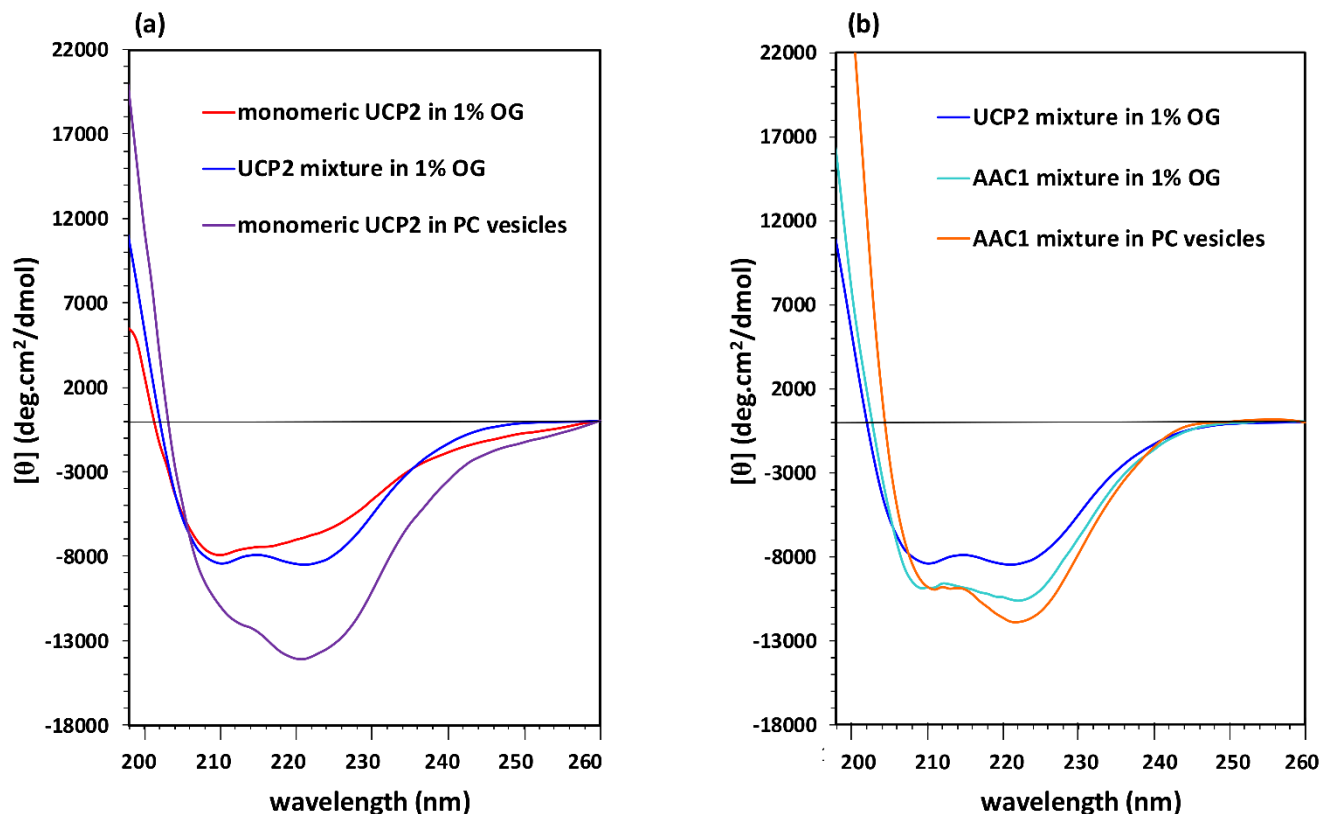 (a)
22000
17000
12000
7000
2000
-3000
-8000
-13000
-18000
[θ] (deg.cm²/dmol)
monomeric UCP2 in 1% OG
UCP2 mixture in 1% OG
monomeric UCP2 in PC vesicles
200 210 220 230 240 250 260
wavelength (nm)
(b)
22000
17000
12000
7000
2000
-3000
-8000
-13000
-18000
[θ] (deg.cm²/dmol)
UCP2 mixture in 1% OG
AAC1 mixture in 1% OG
AAC1 mixture in PC vesicles
200 210 220 230 240 250 260
wavelength (nm)